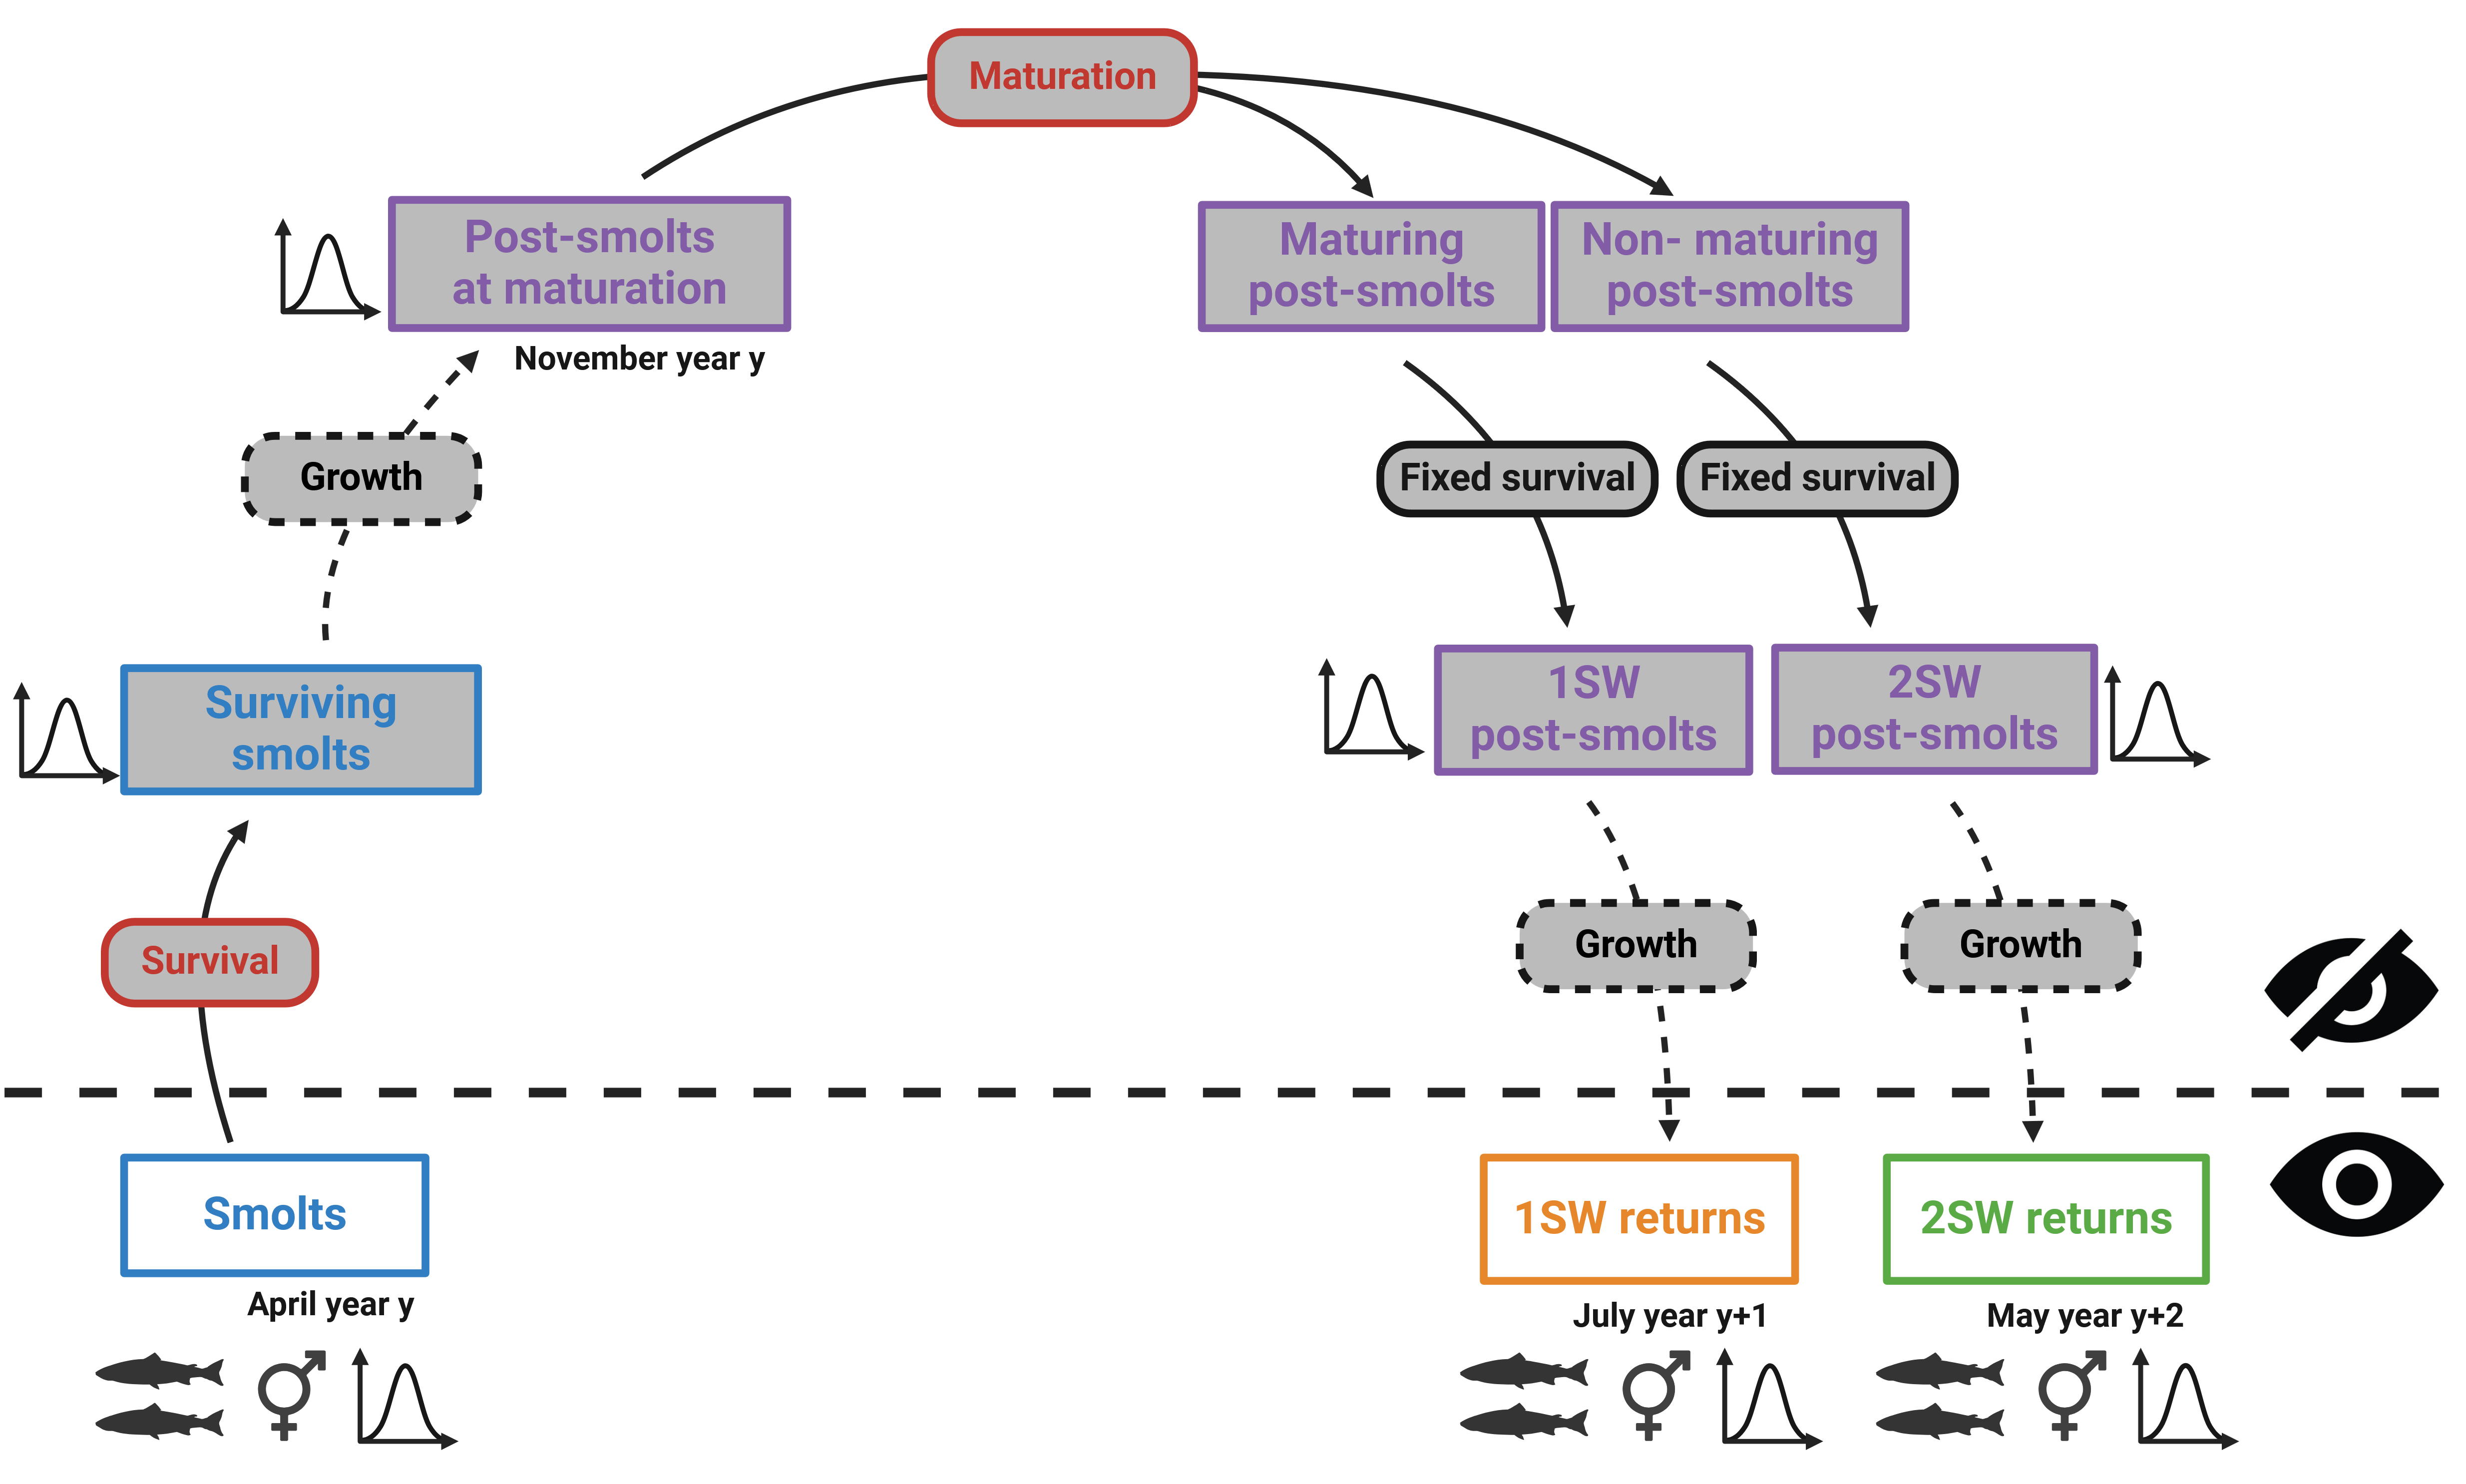 Maturation
Post-smolts
at maturation
November year y
Maturing
post-smolts
Non- maturing
post-smolts
Growth
Fixed survival
Fixed survival
Surviving
smolts
1SW
post-smolts
2SW
post-smolts
Survival
Growth
Growth
Smolts
April year y
1SW returns
July year y+1
2SW returns
May year y+2